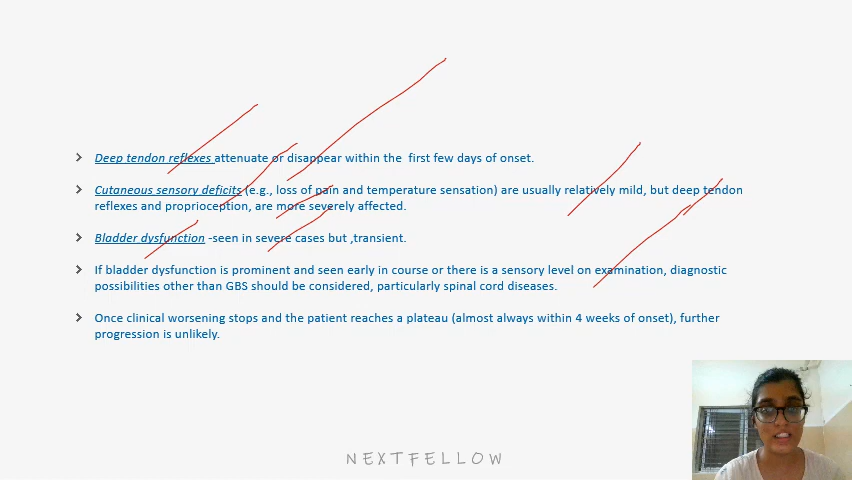 Deep tendon reflexes attenuate or disappear within the first few days of onset.
Cutaneous sensory deficits (e.g., loss of pain and temperature sensation) are usually relatively mild, but deep tendon
reflexes and proprioception, are more severely affected.
Bladder dysfunction -seen in severe cases but ,transient.
If bladder dysfunction is prominent and seen early in course or there is a sensory level on examination, diagnostic
possibilities other than GBS should be considered, particularly spinal cord diseases.
Once clinical worsening stops and the patient reaches a plateau (almost always within 4 weeks of onset), further
progression is unlikely.
NEXTFELLOW